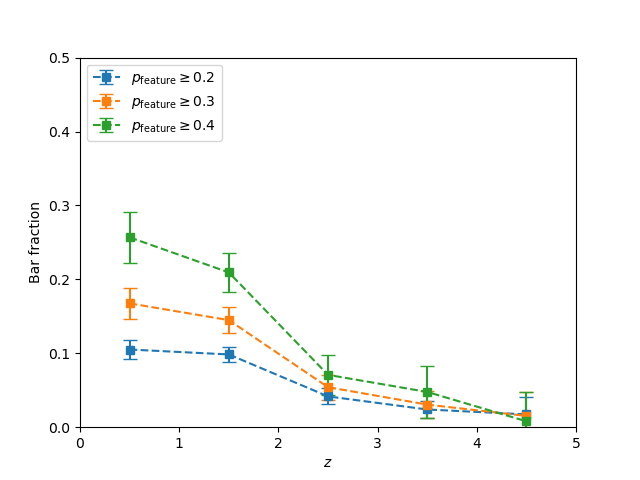 0.5
0.4
0.3
0.2
0.1
0.0
Bar fraction
p_feature ≥ 0.2
p_feature ≥ 0.3
p_feature ≥ 0.4
0 1 2 3 4 5
z